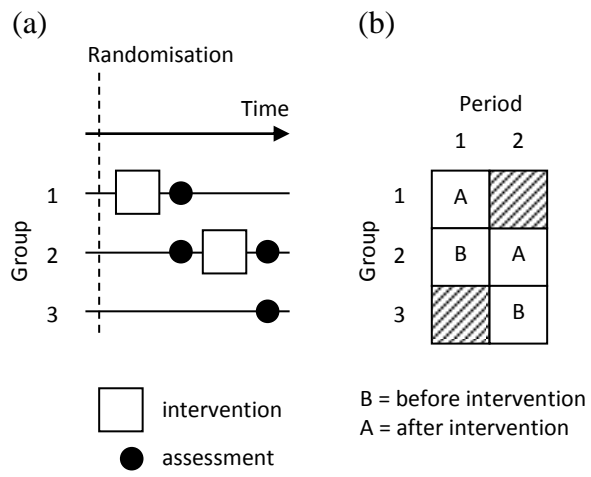 (a)
Randomisation
Time
Group
1
2
3
intervention
assessment
(b)
Period
1 2
Group
1 A
2 B A
3 B
B = before intervention
A = after intervention